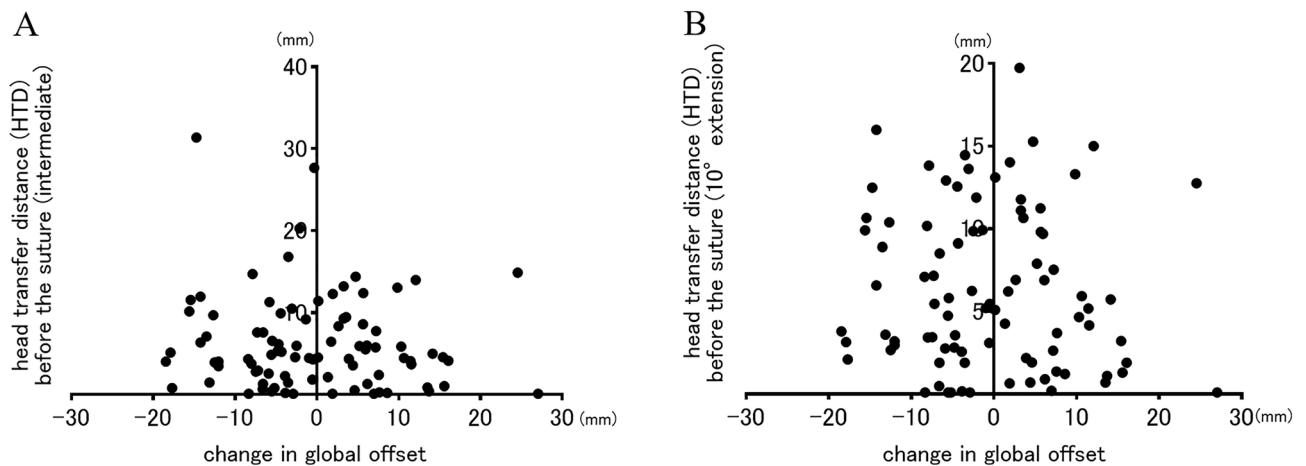 A
B
(mm)
(mm)
head transfer distance (HTD)
before the suture (intermediate)
head transfer distance (HTD)
before the suture (10° extension)
40
30
20
10
20
15
10
5
-30 -20 -10 0 10 20 30 (mm)
-30 -20 -10 0 10 20 30 (mm)
change in global offset
change in global offset